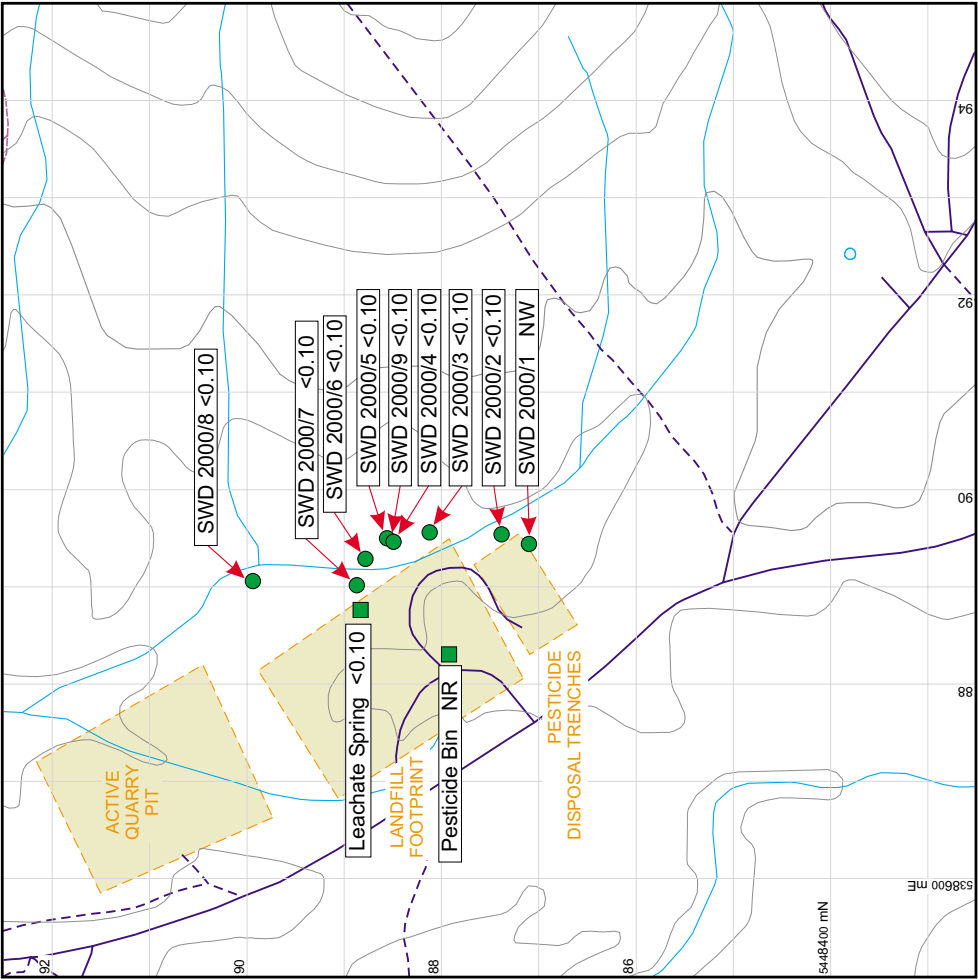 SWD 2000/8 <0.10
SWD 2000/7 <0.10
SWD 2000/6 <0.10
SWD 2000/5 <0.10
SWD 2000/9 <0.10
SWD 2000/4 <0.10
SWD 2000/3 <0.10
SWD 2000/2 <0.10
SWD 2000/1 NW
Leachate Spring <0.10
Pesticide Bin NR
ACTIVE
QUARRY
PIT
LANDFILL
FOOTPRINT
PESTICIDE
DISPOSAL TRENCHES
92
90
88
86
5448400 mN
538600 mE
88
90
92
94